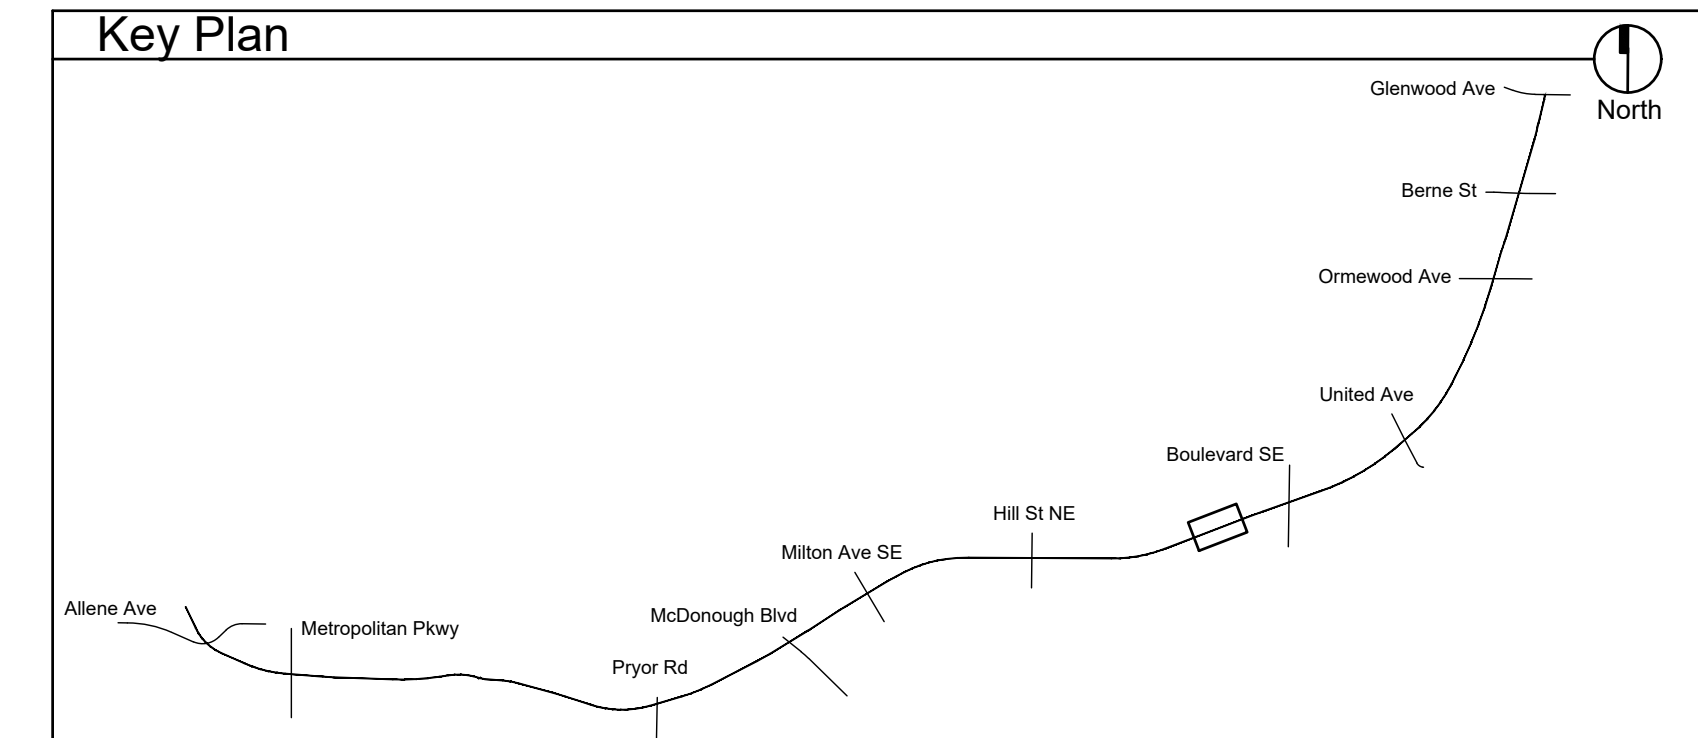 Key Plan
North
Glenwood Ave
Berne St
Ormewood Ave
United Ave
Boulevard SE
Hill St NE
Milton Ave SE
McDonough Blvd
Pryor Rd
Metropolitan Pkwy
Allene Ave